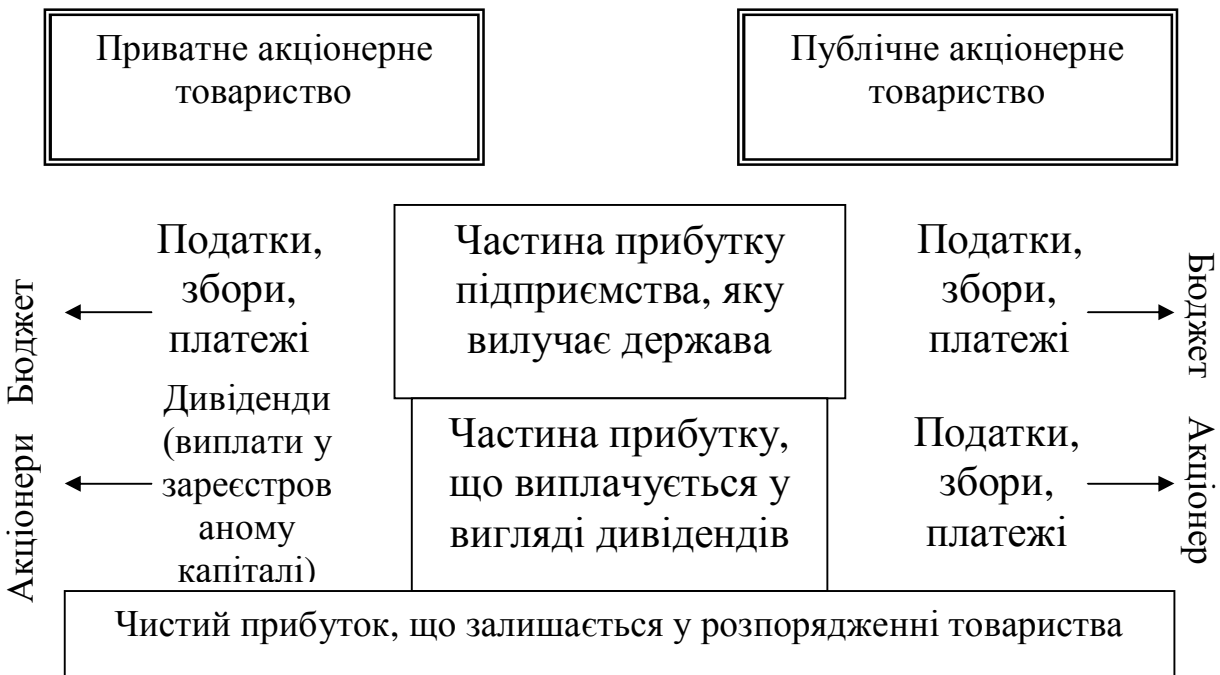 Приватне акціонерне
товариство
Публічне акціонерне
товариство
Бюджет
Податки,
збори,
платежі
Частина прибутку
підприємства, яку
вилучає держава
Податки,
збори,
платежі
Бюджет
Акціонери
Дивіденди
(виплати у
зареєстров
аному
капіталі)
Частина прибутку,
що виплачується у
вигляді дивідендів
Податки,
збори,
платежі
Акціонер
Чистий прибуток, що залишається у розпорядженні товариства